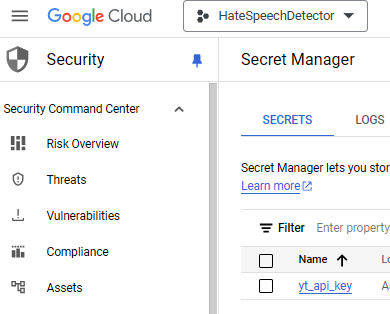 Google Cloud
HateSpeechDetector
Security
Secret Manager
Security Command Center
Risk Overview
Threats
Vulnerabilities
Compliance
Assets
SECRETS
LOGS
Secret Manager lets you stor
Learn more
Filter
Enter property
Name
Lo
yt_api_key